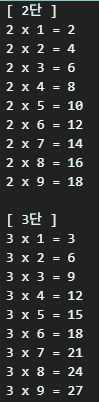 [ 2단 ]
2 x 1 = 2
2 x 2 = 4
2 x 3 = 6
2 x 4 = 8
2 x 5 = 10
2 x 6 = 12
2 x 7 = 14
2 x 8 = 16
2 x 9 = 18

[ 3단 ]
3 x 1 = 3
3 x 2 = 6
3 x 3 = 9
3 x 4 = 12
3 x 5 = 15
3 x 6 = 18
3 x 7 = 21
3 x 8 = 24
3 x 9 = 27